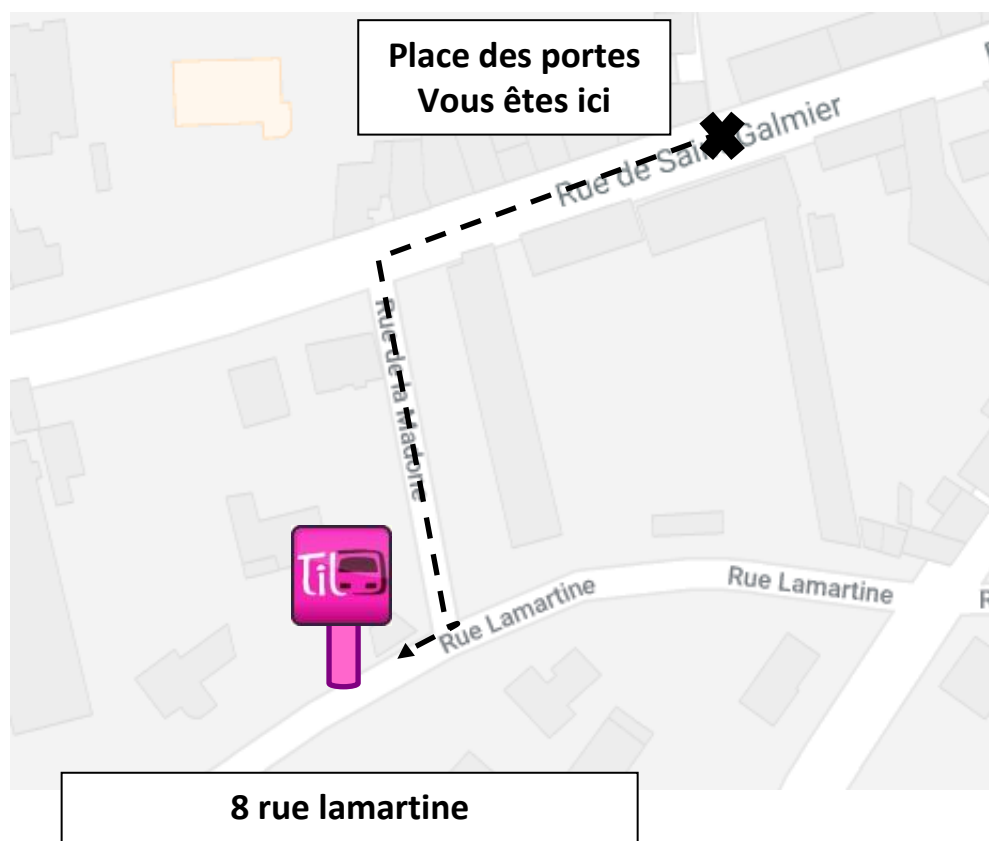 Place des portes
Vous êtes ici
Rue de Saint Galmier
Rue de la Madone
Til
Rue Lamartine
Rue Lamartine
R
8 rue lamartine